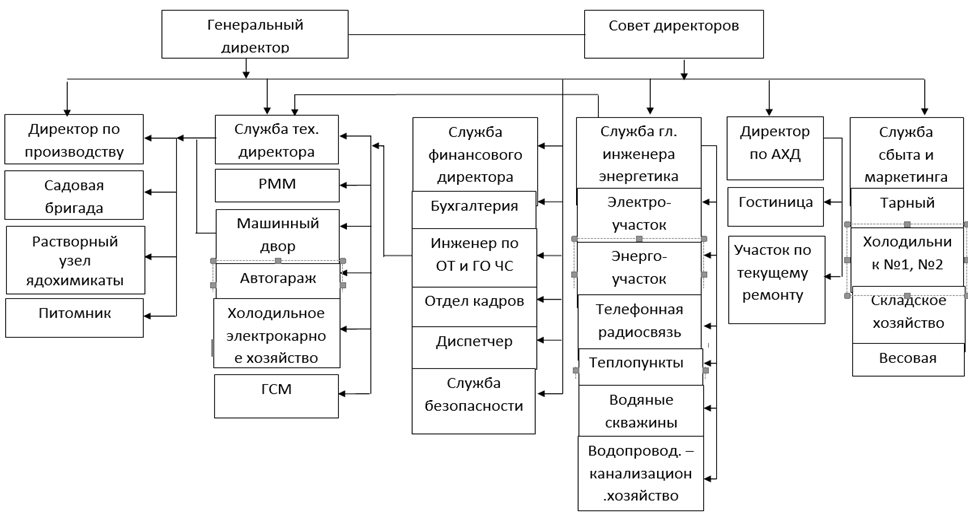 Генеральный
директор
Совет директоров
Директор по
производству
Садовая
бригада
Растворный
узел
ядохимикаты
Питомник
Служба тех.
директора
РММ
Машинный
двор
Автогараж
Холодильное
электрокарно
е хозяйство
ГСМ
Служба
финансового
директора
Бухгалтерия
Инженер по
ОТ и ГО ЧС
Отдел кадров
Диспетчер
Служба
безопасности
Служба гл.
инженера
энергетика
Электро-
участок
Энерго-
участок
Телефонная
радиосвязь
Теплопункты
Водяные
скважины
Водопровод. –
канализацион
.хозяйство
Директор
по АХД
Гостиница
Участок по
текущему
ремонту
Служба
сбыта и
маркетинга
Тарный
Холодильни
к №1, №2
Складское
хозяйство
Весовая